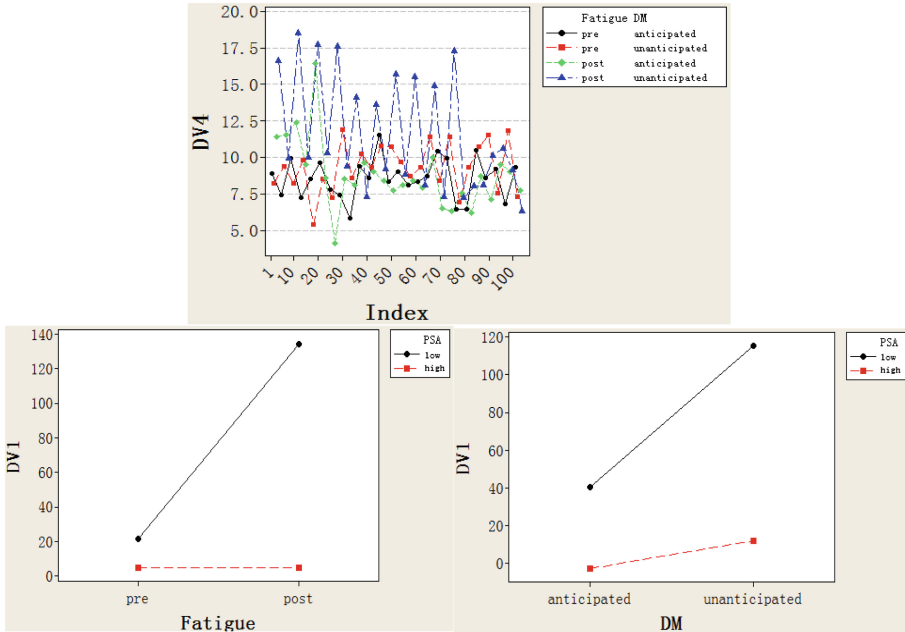 20.0
17.5
15.0
12.5
10.0
7.5
5.0
DV4
1 10 20 30 40 50 60 70 80 90 100
Index
Fatigue DM
pre anticipated
pre unanticipated
post anticipated
post unanticipated
140
120
100
80
60
40
20
0
DV1
pre post
Fatigue
PSA
low
high
120
100
80
60
40
20
0
DV1
anticipated unanticipated
DM
PSA
low
high